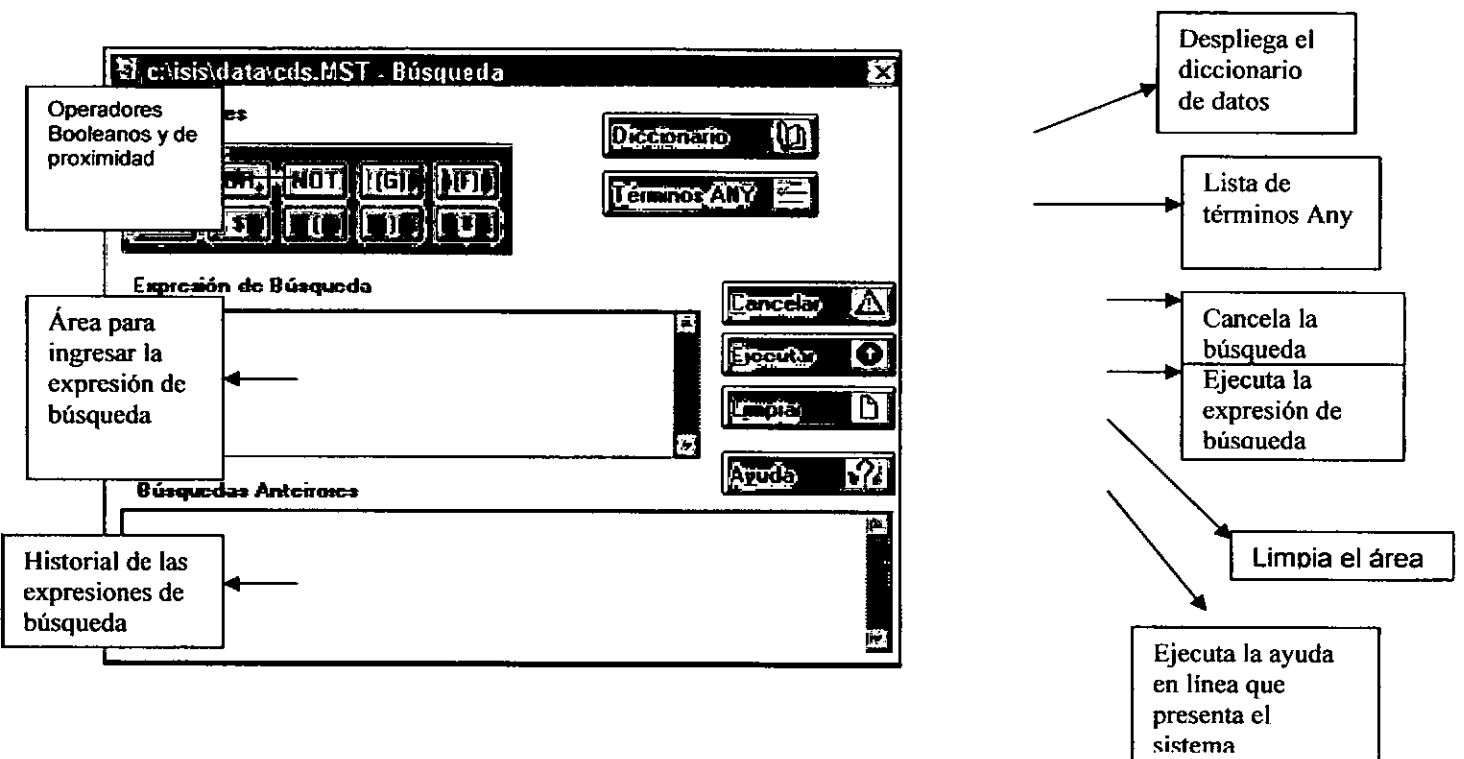 c:\isis\data\cds.MST - Búsqueda
Operadores
Booleanos y de
proximidad
es
Diccionario
Términos ANY
NOT
(G)
(F)
$
(
)
Expresión de Búsqueda
Área para
ingresar la
expresión de
búsqueda
Cancelar
Ejecutar
Limpiar
Ayuda
Búsquedas Anteirores
Historial de las
expresiones de
búsqueda
Despliega el
diccionario
de datos
Lista de
términos Any
Cancela la
búsqueda
Ejecuta la
expresión de
búsqueda
Limpia el área
Ejecuta la ayuda
en línea que
presenta el
sistema